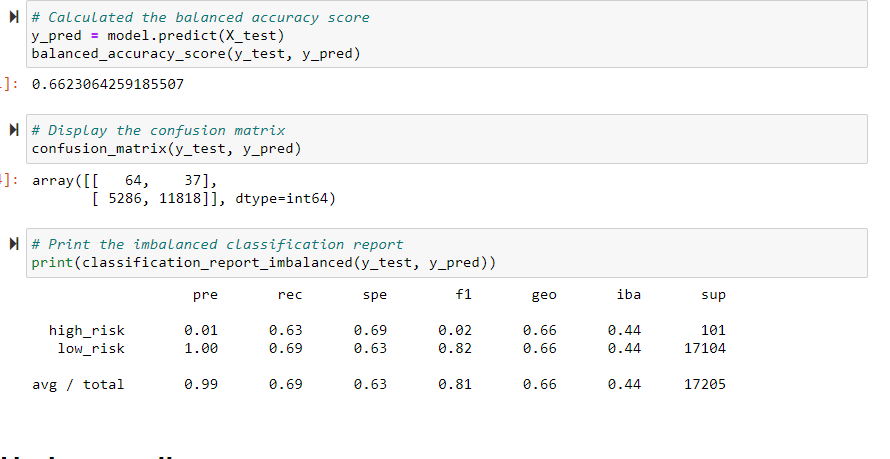 # Calculated the balanced accuracy score
y_pred = model.predict(X_test)
balanced_accuracy_score(y_test, y_pred)
]: 0.6623064259185507
# Display the confusion matrix
confusion_matrix(y_test, y_pred)
]: array([[   64,    37],
       [ 5286, 11818]], dtype=int64)
# Print the imbalanced classification report
print(classification_report_imbalanced(y_test, y_pred))
pre rec spe f1 geo iba sup
high_risk 0.01 0.63 0.69 0.02 0.66 0.44 101
low_risk 1.00 0.69 0.63 0.82 0.66 0.44 17104
avg / total 0.99 0.69 0.63 0.81 0.66 0.44 17205